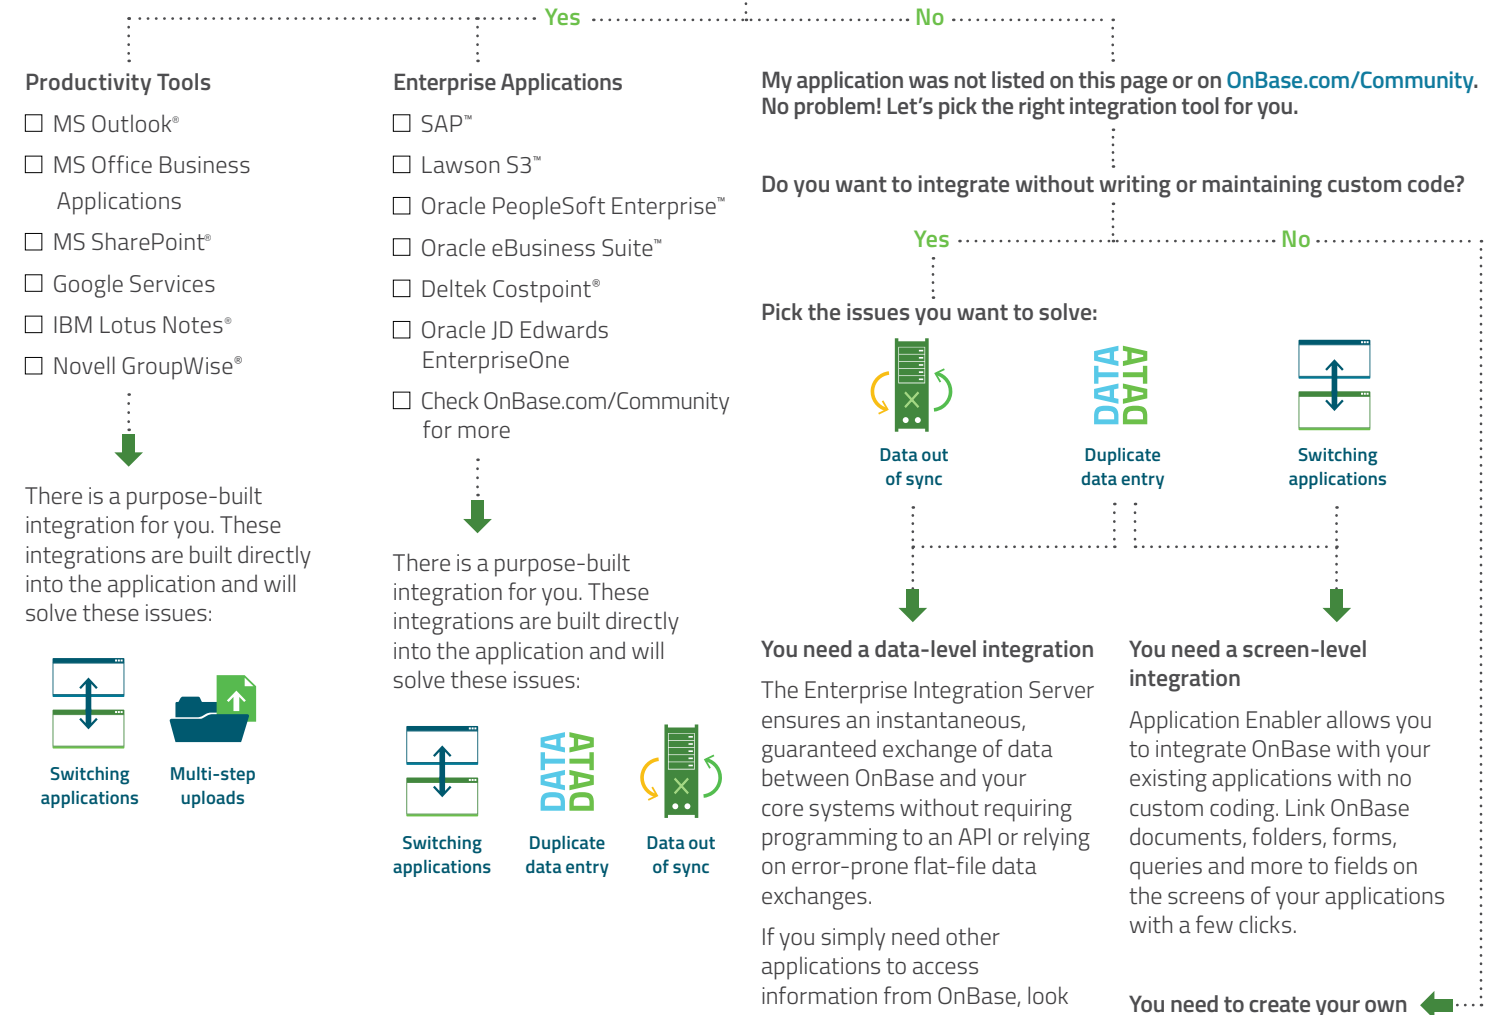 Yes
No
Productivity Tools
MS Outlook®
MS Office Business
Applications
MS SharePoint®
Google Services
IBM Lotus Notes®
Novell GroupWise®
There is a purpose-built
integration for you. These
integrations are built directly
into the application and will
solve these issues:
Switching
applications
Multi-step
uploads
Enterprise Applications
SAP™
Lawson S3™
Oracle PeopleSoft Enterprise™
Oracle eBusiness Suite™
Deltek Costpoint®
Oracle JD Edwards
EnterpriseOne
Check OnBase.com/Community
for more
There is a purpose-built
integration for you. These
integrations are built directly
into the application and will
solve these issues:
Switching
applications
DATA
DATA
Duplicate
data entry
Data out
of sync
My application was not listed on this page or on OnBase.com/Community.
No problem! Let's pick the right integration tool for you.
Do you want to integrate without writing or maintaining custom code?
Yes
No
Pick the issues you want to solve:
Data out
of sync
DATA
DATA
Duplicate
data entry
Switching
applications
You need a data-level integration
The Enterprise Integration Server
ensures an instantaneous,
guaranteed exchange of data
between OnBase and your
core systems without requiring
programming to an API or relying
on error-prone flat-file data
exchanges.
If you simply need other
applications to access
information from OnBase, look
You need a screen-level
integration
Application Enabler allows you
to integrate OnBase with your
existing applications with no
custom coding. Link OnBase
documents, folders, forms,
queries and more to fields on
the screens of your applications
with a few clicks.
You need to create your own